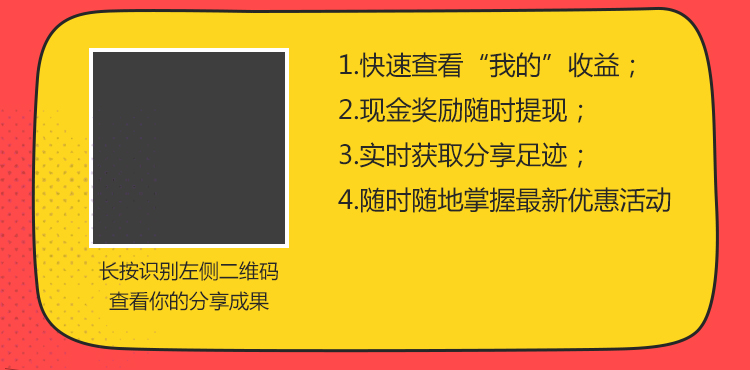 1.快速查看“我的”收益；
2.现金奖励随时提现；
3.实时获取分享足迹；
4.随时随地掌握最新优惠活动
长按识别左侧二维码
查看你的分享成果